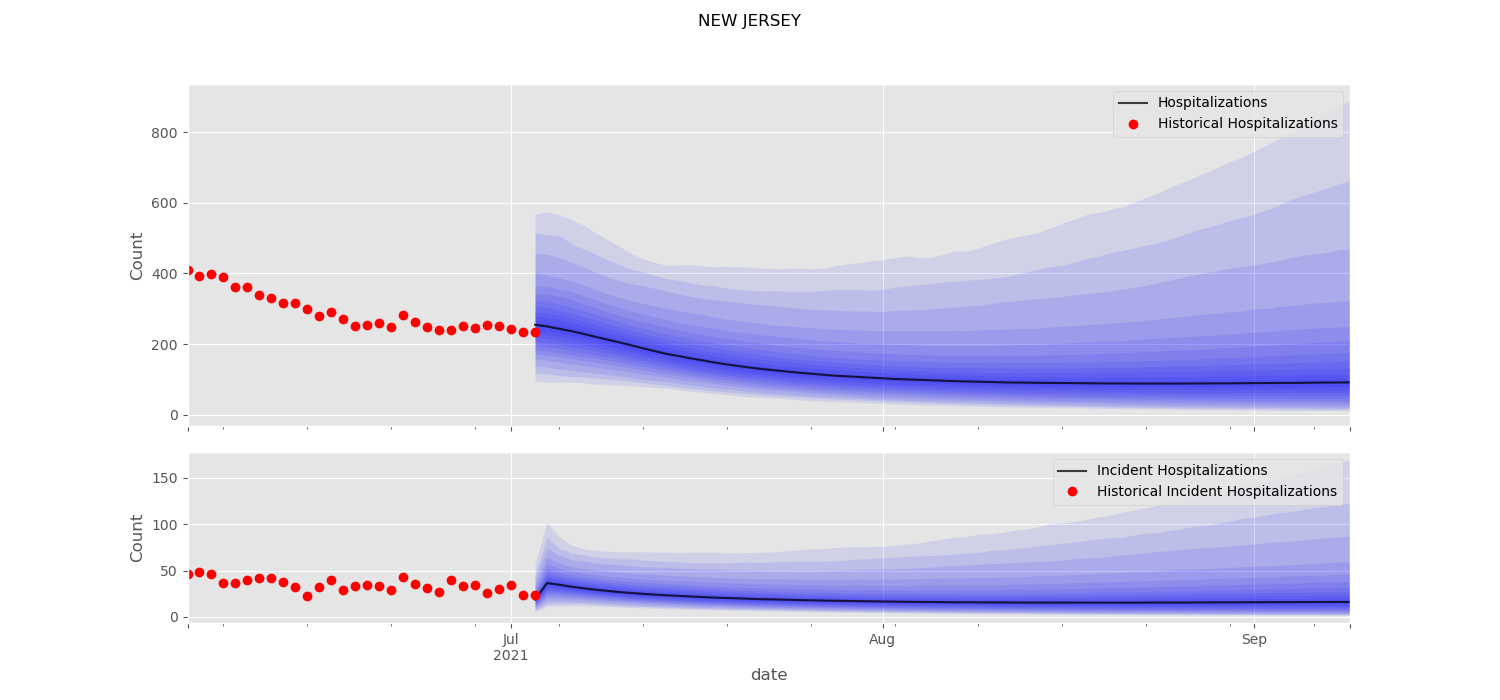 NEW JERSEY
Hospitalizations
Historical Hospitalizations
800
600
400
200
0
Count
Incident Hospitalizations
Historical Incident Hospitalizations
150
100
50
0
Count
Jul
2021
Aug
Sep
date